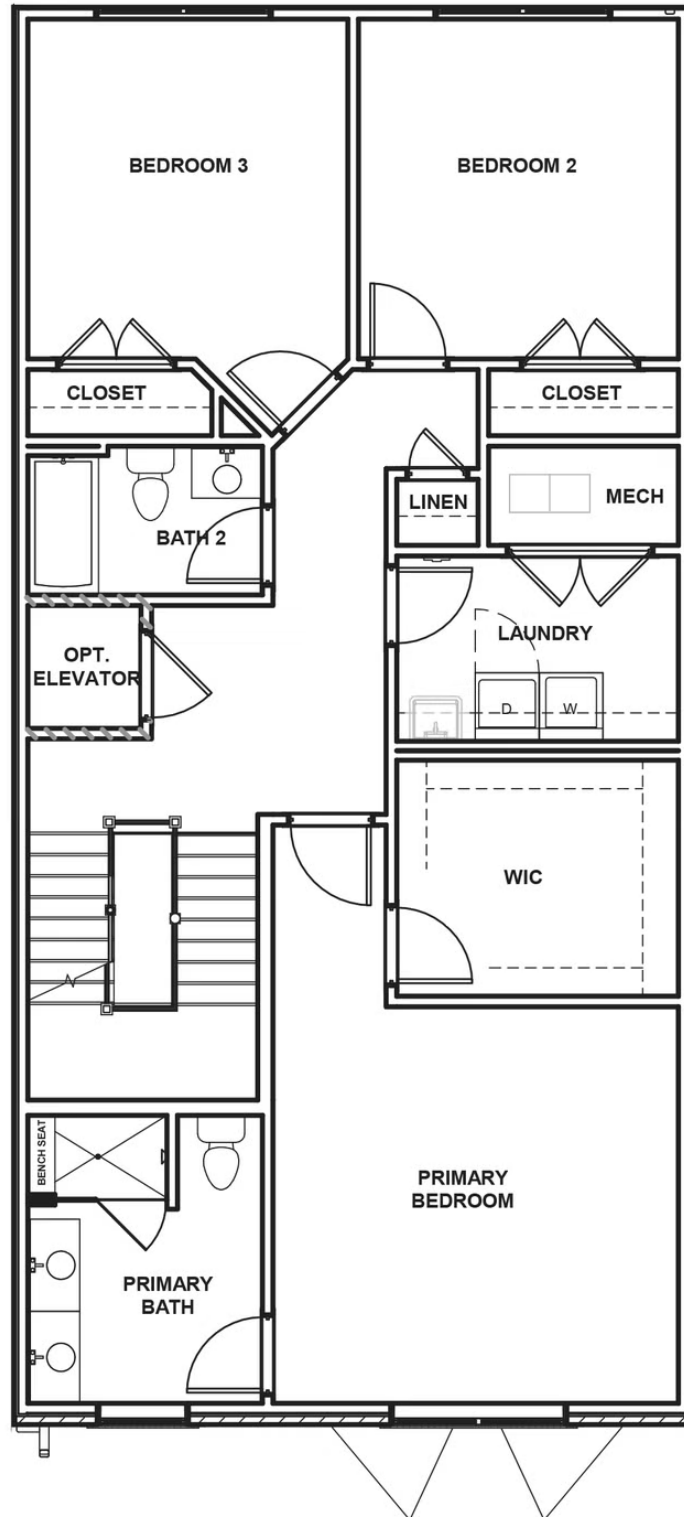 BEDROOM 3
BEDROOM 2
CLOSET
CLOSET
LINEN
MECH
BATH 2
LAUNDRY
OPT.
ELEVATOR
D
W
WIC
BENCH SEAT
PRIMARY
BEDROOM
PRIMARY
BATH